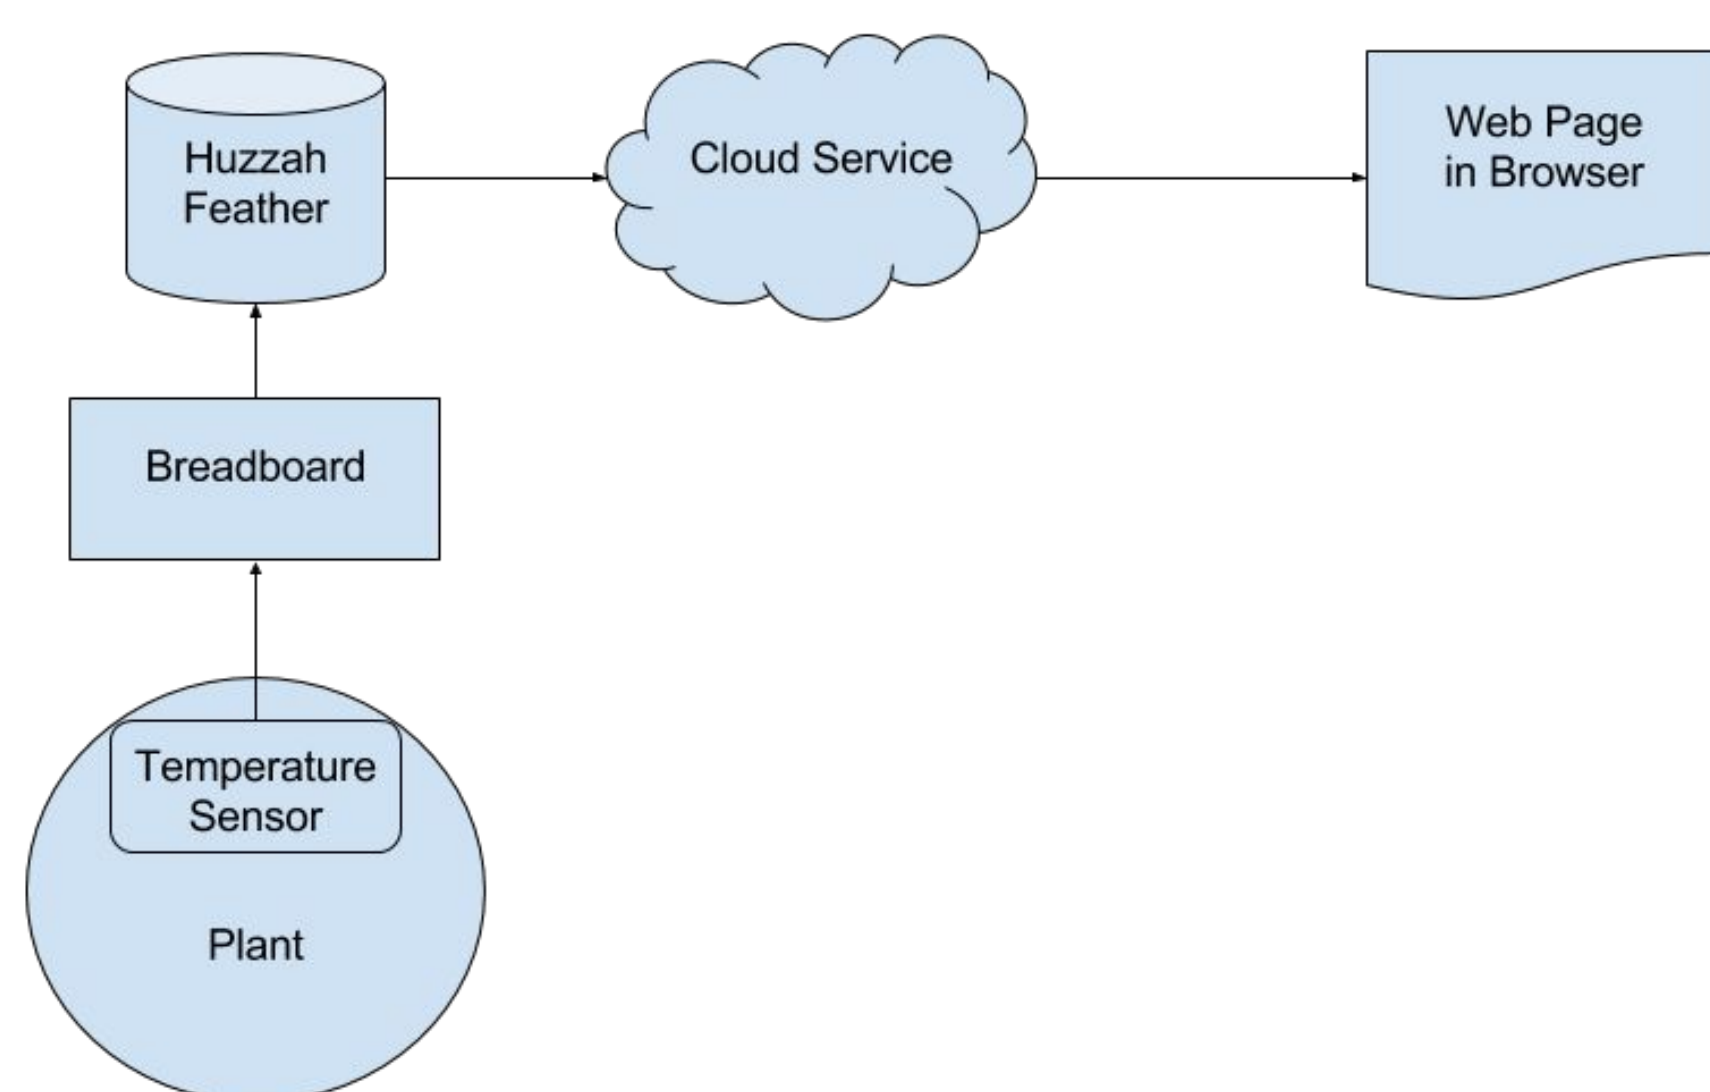 Huzzah
Feather
Cloud Service
Web Page
in Browser
Breadboard
Temperature
Sensor
Plant